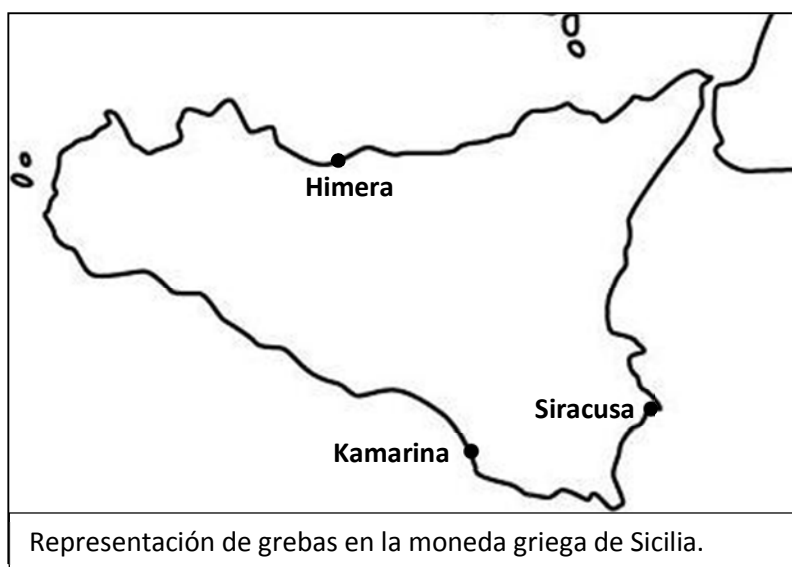 Himera
Siracusa
Kamarina
Representación de grebas en la moneda griega de Sicilia.